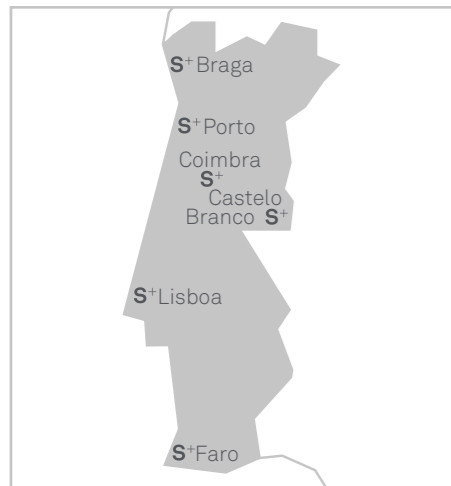 S+ Braga
S+ Porto
Coimbra
S+
Castelo
Branco S+
S+ Lisboa
S+ Faro